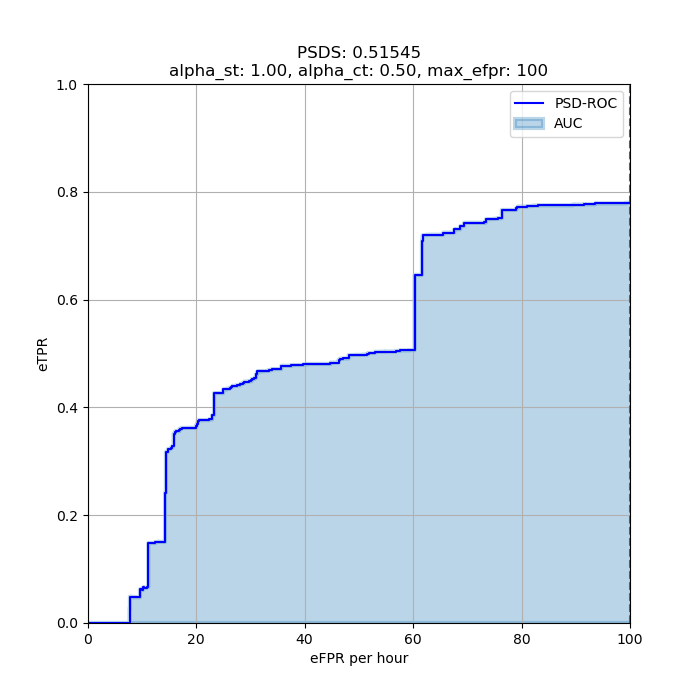 PSDS: 0.51545
alpha_st: 1.00, alpha_ct: 0.50, max_efpr: 100
PSD-ROC
AUC
1.0
0.8
0.6
0.4
0.2
0.0
eTPR
0 20 40 60 80 100
eFPR per hour